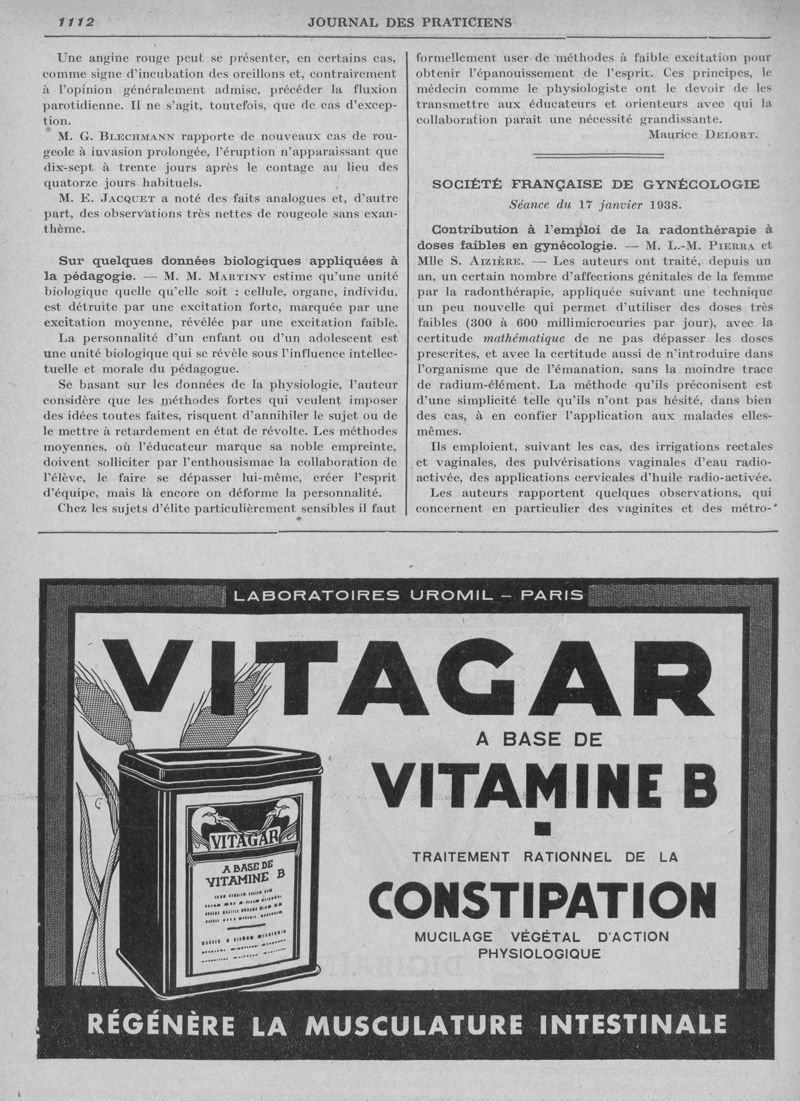 1112
JOURNAL DES PRATICIENS
Une angine rouge peut se présenter, en certains cas,
comme signe d'incubation des oreillons et, contrairement
à l'opinion généralement admise, précéder la fluxion
parotidienne. Il ne s'agit, toutefois, que de cas d'excep-
tion.
M. G. BLECHMANN rapporte de nouveaux cas de rou-
geole à invasion prolongée, l'éruption n'apparaissant que
dix-sept à trente jours après le contage au lieu des
quatorze jours habituels.
M. E. JACQUET a noté des faits analogues et, d'autre
part, des observations très nettes de rougeole sans exan-
thème.
Sur quelques données biologiques appliquées à
la pédagogie. — M. M. MARTINY estime qu'une unité
biologique quelle qu'elle soit : cellule, organe, individu,
est détruite par une excitation forte, marquée par une
excitation moyenne, révélée par une excitation faible.
La personnalité d'un enfant ou d'un adolescent est
une unité biologique qui se révèle sous l'influence intellec-
tuelle et morale du pédagogue.
Se basant sur les données de la physiologie, l'auteur
considère que les méthodes fortes qui veulent imposer
des idées toutes faites, risquent d'annihiler le sujet ou de
le mettre à retardement en état de révolte. Les méthodes
moyennes, où l'éducateur marque sa noble empreinte,
doivent solliciter par l'enthousismae la collaboration de
l'élève, le faire se dépasser lui-même, créer l'esprit
d'équipe, mais là encore on déforme la personnalité.
Chez les sujets d'élite particulièrement sensibles il faut
formellement user de méthodes à faible excitation pour
obtenir l'épanouissement de l'esprit. Ces principes, le
médecin comme le physiologiste ont le devoir de les
transmettre aux éducateurs et orienteurs avec qui la
collaboration paraît une nécessité grandissante.
Maurice DELORT.
SOCIÉTÉ FRANÇAISE DE GYNÉCOLOGIE
Séance du 17 janvier 1938.
Contribution à l'emploi de la radonthérapie à
doses faibles en gynécologie. — M. L.-M. PIERRA et
Mlle S. AIZIÈRE. — Les auteurs ont traité, depuis un
an, un certain nombre d'affections génitales de la femme
par la radonthérapie, appliquée suivant une technique
un peu nouvelle qui permet d'utiliser des doses très
faibles (300 à 600 millimicrocuries par jour), avec la
certitude mathématique de ne pas dépasser les doses
prescrites, et avec la certitude aussi de n'introduire dans
l'organisme que de l'émanation, sans la moindre trace
de radium-élément. La méthode qu'ils préconisent est
d'une simplicité telle qu'ils n'ont pas hésité, dans bien
des cas, à en confier l'application aux malades elles-
mêmes.
Ils emploient, suivant les cas, des irrigations rectales
et vaginales, des pulvérisations vaginales d'eau radio-
activée, des applications cervicales d'huile radio-activée.
Les auteurs rapportent quelques observations, qui
concernent en particulier des vaginites et des métro-
LABORATOIRES UROMIL – PARIS
VITAGAR
A BASE DE
VITAMINE B
TRAITEMENT RATIONNEL DE LA
CONSTIPATION
MUCILAGE VÉGÉTAL D'ACTION
PHYSIOLOGIQUE
VITAGAR
A BASE DE
VITAMINE B
RÉGÉNÈRE LA MUSCULATURE INTESTINALE